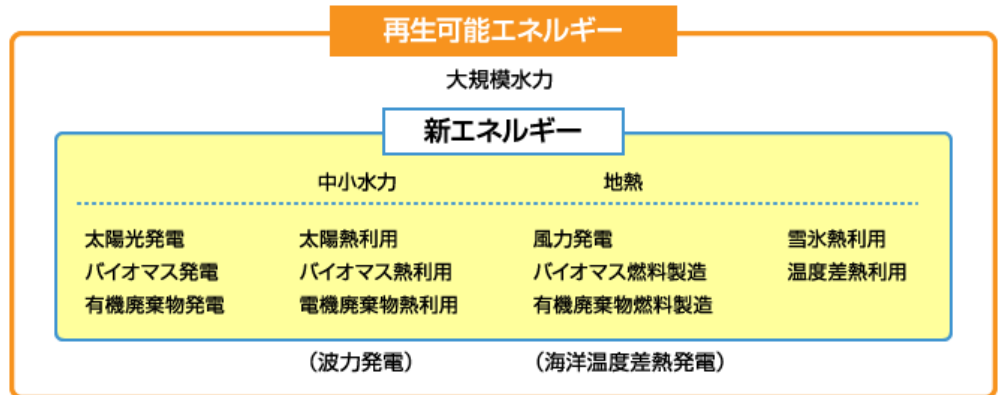 再生可能エネルギー
大規模水力
新エネルギー
中小水力 地熱
太陽光発電 太陽熱利用 風力発電 雪氷熱利用
バイオマス発電 バイオマス熱利用 バイオマス燃料製造 温度差熱利用
有機廃棄物発電 電機廃棄物熱利用 有機廃棄物燃料製造
（波力発電） （海洋温度差熱発電）